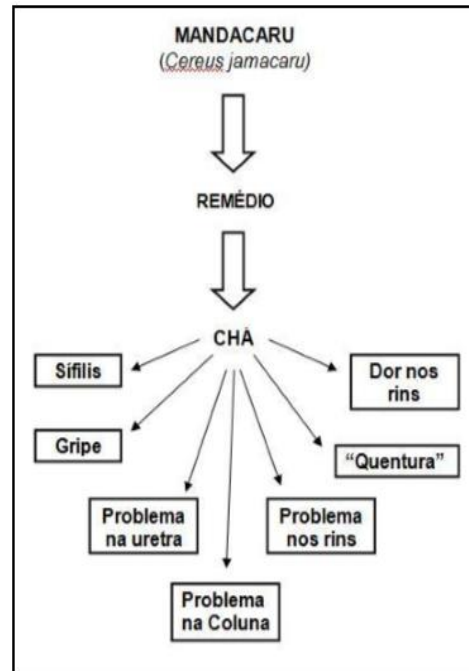 MANDACARU
(Cereus jamacaru)
REMÉDIO
CHÁ
Sífilis
Dor nos
rins
Gripe
“Quentura”
Problema
na uretra
Problema
nos rins
Problema
na Coluna